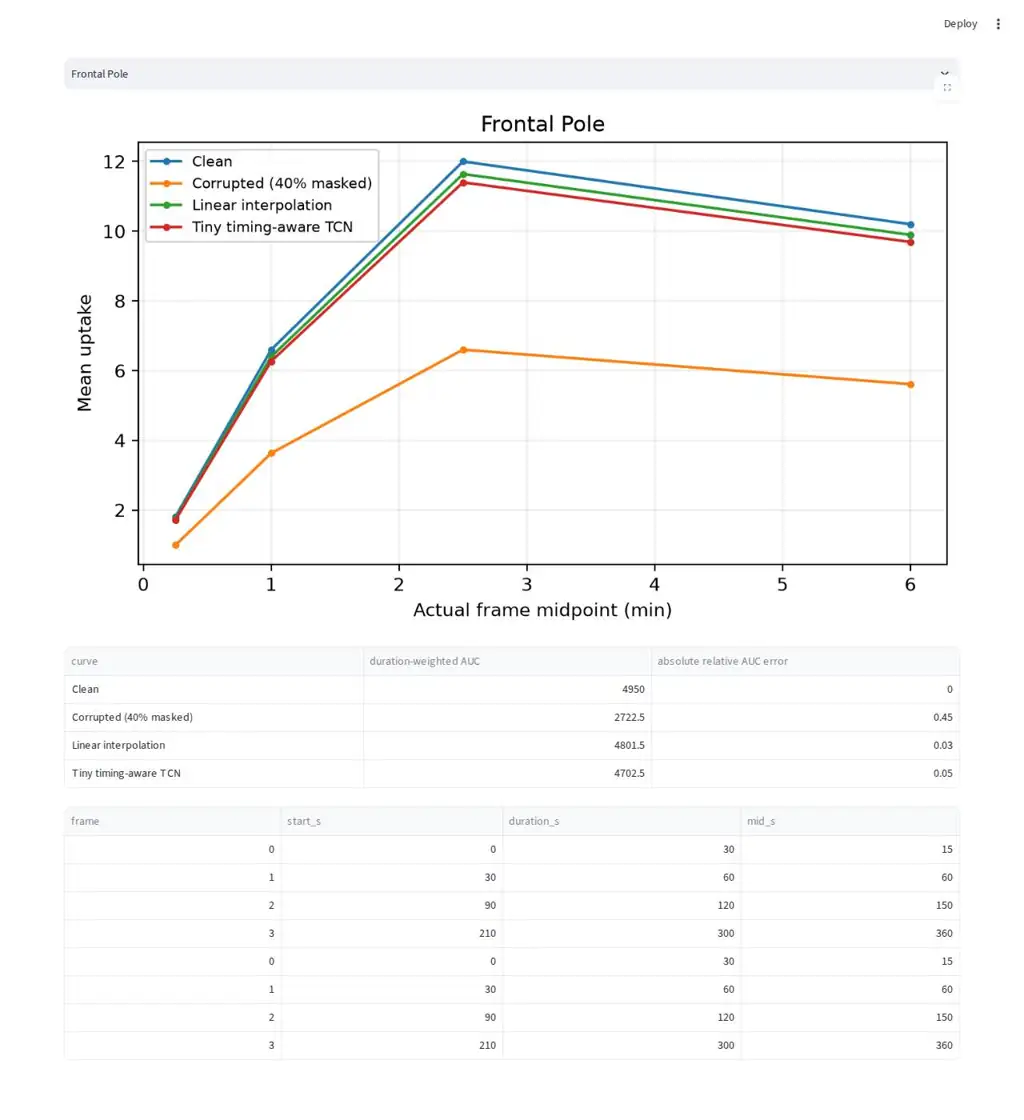 Deploy
Frontal Pole
Frontal Pole
Clean
Corrupted (40% masked)
Linear interpolation
Tiny timing-aware TCN
12
10
8
6
4
2
Mean uptake
0 1 2 3 4 5 6
Actual frame midpoint (min)
curve duration-weighted AUC absolute relative AUC error
Clean 4950 0
Corrupted (40% masked) 2722.5 0.45
Linear interpolation 4801.5 0.03
Tiny timing-aware TCN 4702.5 0.05
frame start_s duration_s mid_s
0 0 30 15
1 30 60 60
2 90 120 150
3 210 300 360
0 0 30 15
1 30 60 60
2 90 120 150
3 210 300 360